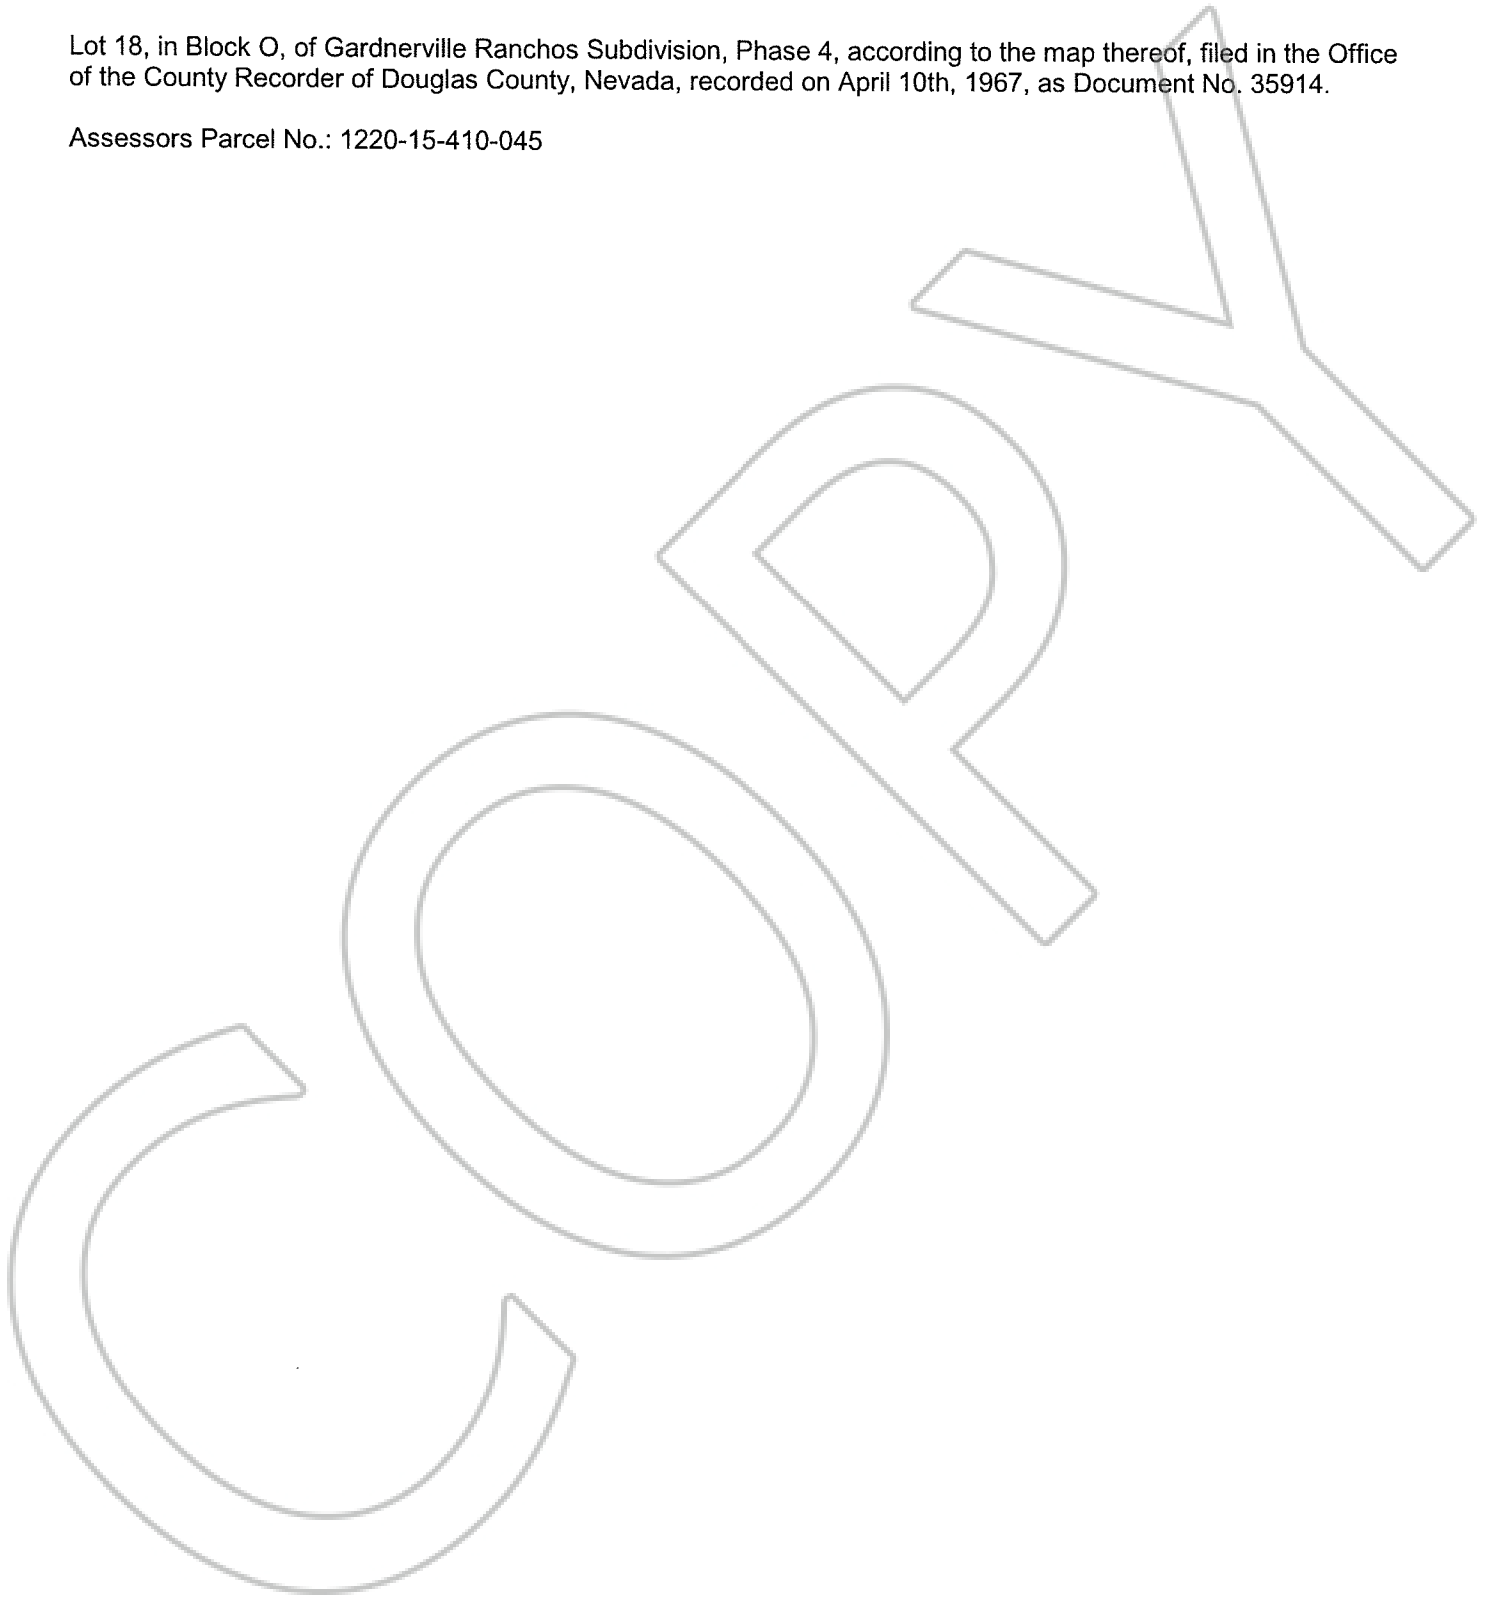 Lot 18, in Block O, of Gardnerville Ranchos Subdivision, Phase 4, according to the map thereof, filed in the Office
of the County Recorder of Douglas County, Nevada, recorded on April 10th, 1967, as Document No. 35914.
Assessors Parcel No.: 1220-15-410-045
COPY